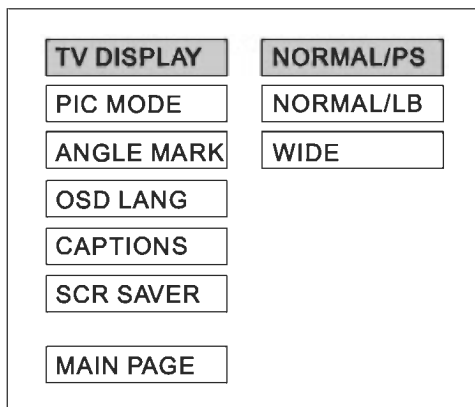 TV DISPLAY
PIC MODE
ANGLE MARK
OSD LANG
CAPTIONS
SCR SAVER
MAIN PAGE
NORMAL/PS
NORMAL/LB
WIDE